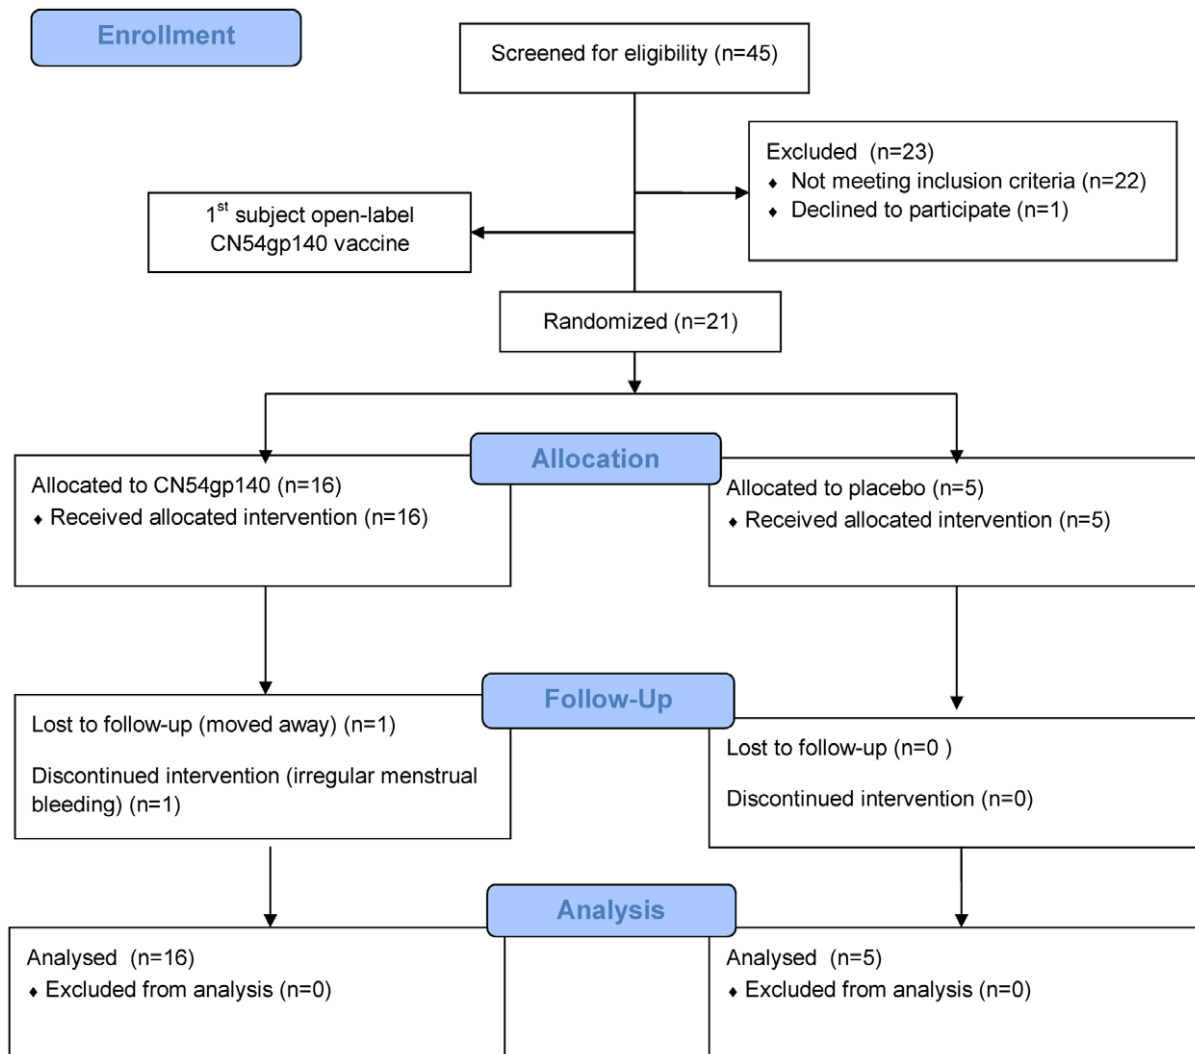 Enrollment
Screened for eligibility (n=45)
Excluded (n=23)
♦ Not meeting inclusion criteria (n=22)
♦ Declined to participate (n=1)
1st subject open-label
CN54gp140 vaccine
Randomized (n=21)
Allocation
Allocated to CN54gp140 (n=16)
♦ Received allocated intervention (n=16)
Allocated to placebo (n=5)
♦ Received allocated intervention (n=5)
Follow-Up
Lost to follow-up (moved away) (n=1)
Discontinued intervention (irregular menstrual
bleeding) (n=1)
Lost to follow-up (n=0 )
Discontinued intervention (n=0)
Analysis
Analysed (n=16)
♦ Excluded from analysis (n=0)
Analysed (n=5)
♦ Excluded from analysis (n=0)